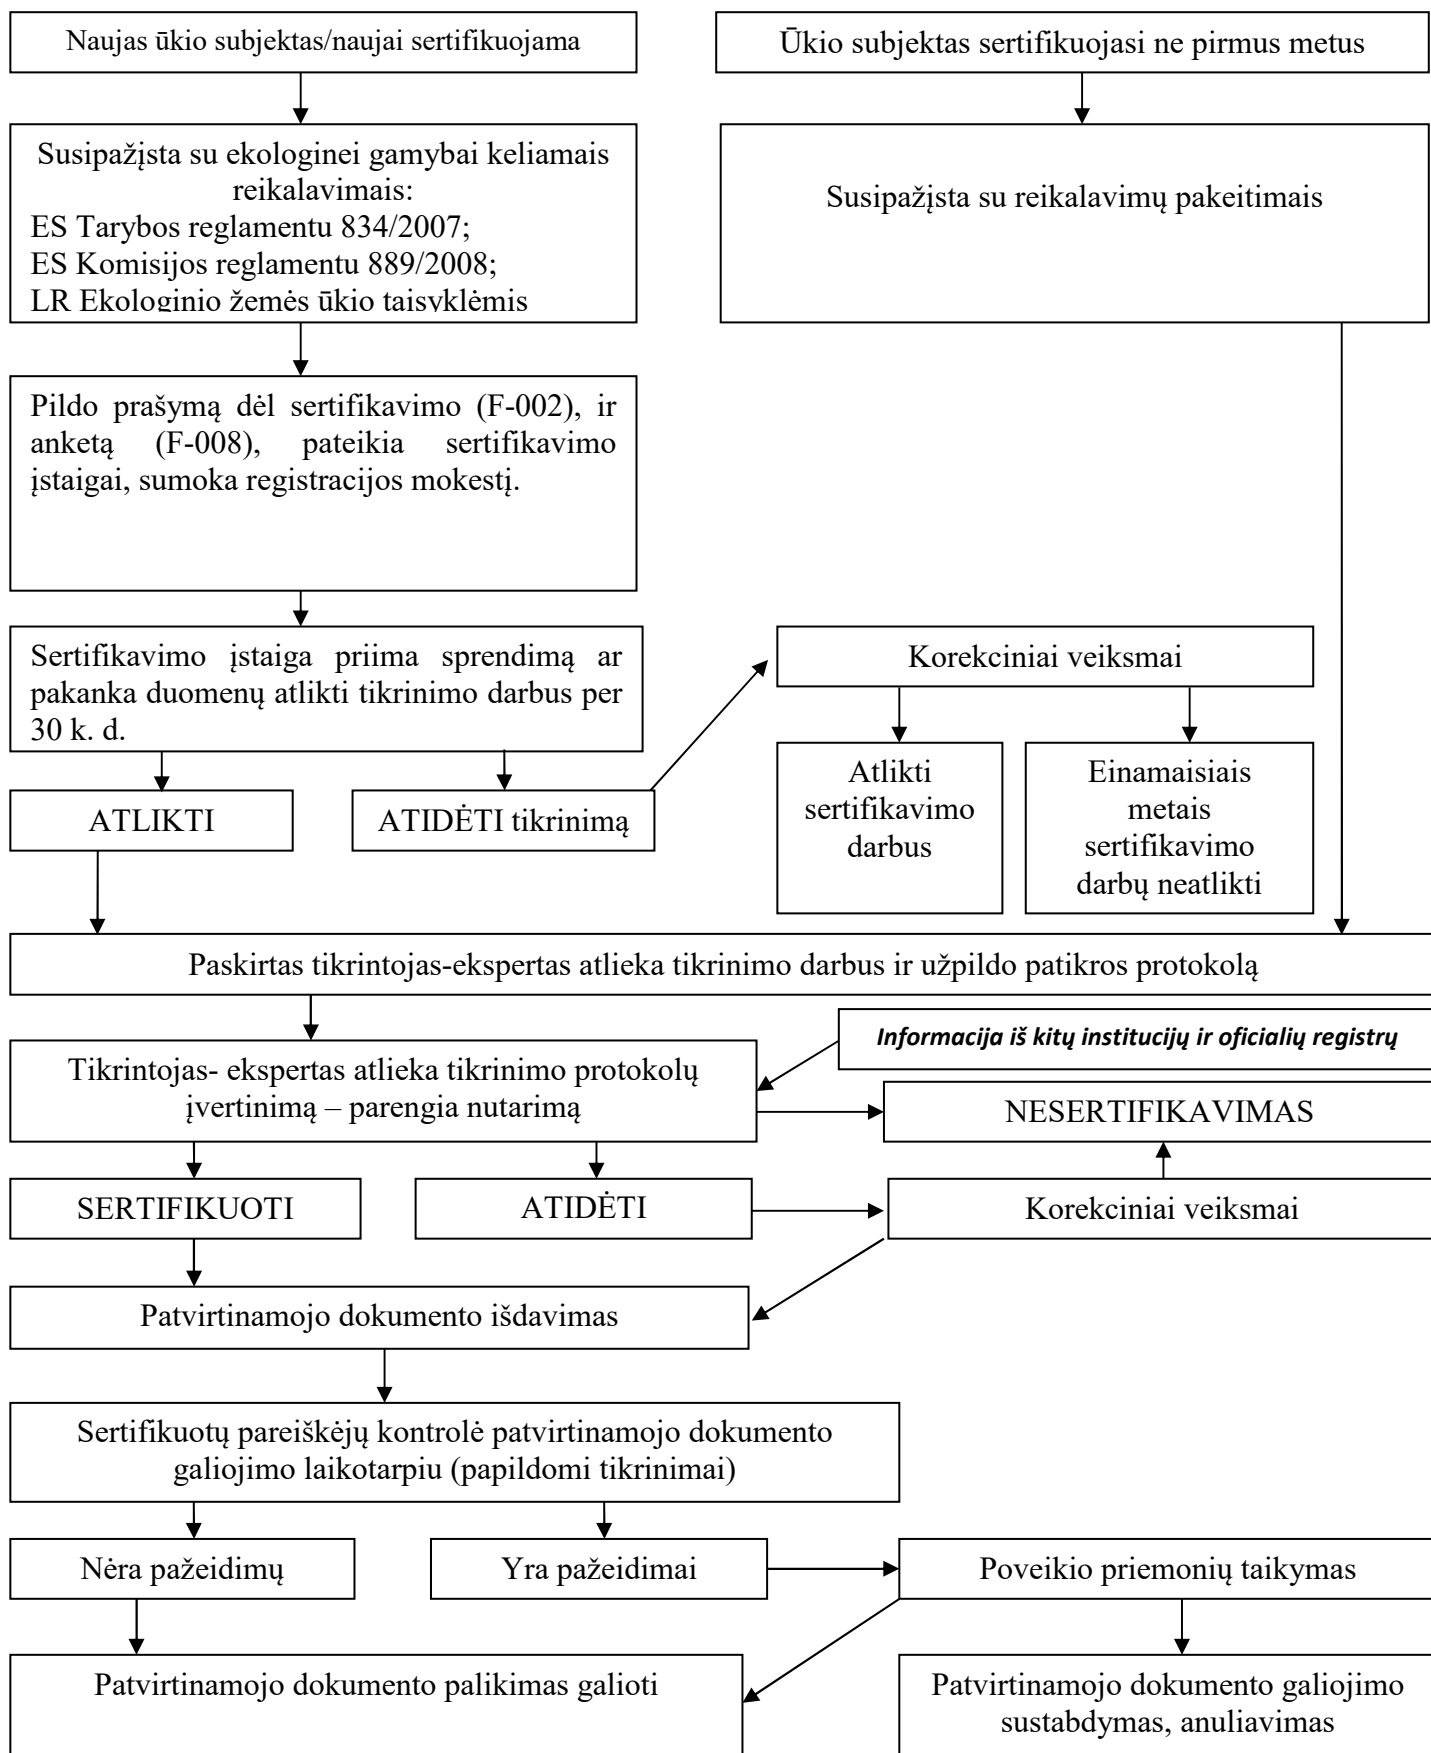 Naujas ūkio subjektas/naujai sertifikuojama
Ūkio subjektas sertifikuojasi ne pirmus metus
Susipažįsta su ekologinei gamybai keliamais
reikalavimais:
ES Tarybos reglamentu 834/2007;
ES Komisijos reglamentu 889/2008;
LR Ekologinio žemės ūkio taisyklėmis
Susipažįsta su reikalavimų pakeitimais
Pildo prašymą dėl sertifikavimo (F-002), ir
anketą (F-008), pateikia sertifikavimo
įstaigai, sumoka registracijos mokestį.
Sertifikavimo įstaiga priima sprendimą ar
pakanka duomenų atlikti tikrinimo darbus per
30 k. d.
Korekciniai veiksmai
ATLIKTI
ATIDĖTI tikrinimą
Atlikti
sertifikavimo
darbus
Einamaisiais
metais
sertifikavimo
darbų neatlikti
Paskirtas tikrintojas-ekspertas atlieka tikrinimo darbus ir užpildo patikros protokolą
Informacija iš kitų institucijų ir oficialių registrų
Tikrintojas- ekspertas atlieka tikrinimo protokolų
įvertinimą – parengia nutarimą
NESERTIFIKAVIMAS
SERTIFIKUOTI
ATIDĖTI
Korekciniai veiksmai
Patvirtinamojo dokumento išdavimas
Sertifikuotų pareiškėjų kontrolė patvirtinamojo dokumento
galiojimo laikotarpiu (papildomi tikrinimai)
Nėra pažeidimų
Yra pažeidimai
Poveikio priemonių taikymas
Patvirtinamojo dokumento palikimas galioti
Patvirtinamojo dokumento galiojimo
sustabdymas, anuliavimas